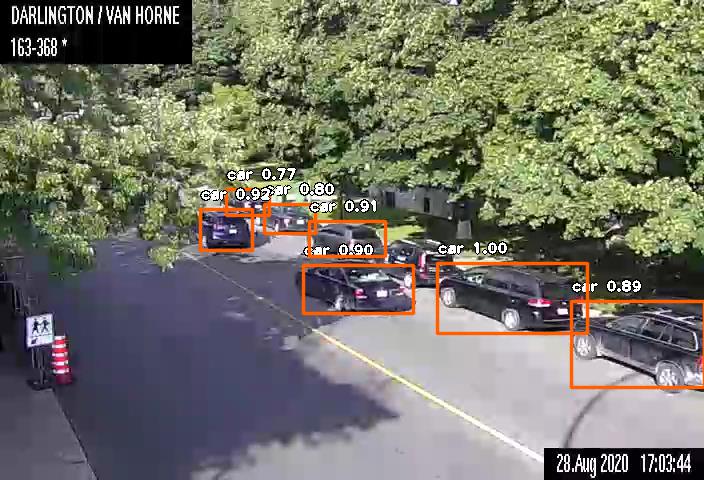 DARLINGTON / VAN HORNE
163-368 *
car 0.77
car 0.92
car 0.80
car 0.91
car 0.90
car 1.00
car 0.89
28.Aug 2020 17:03:44